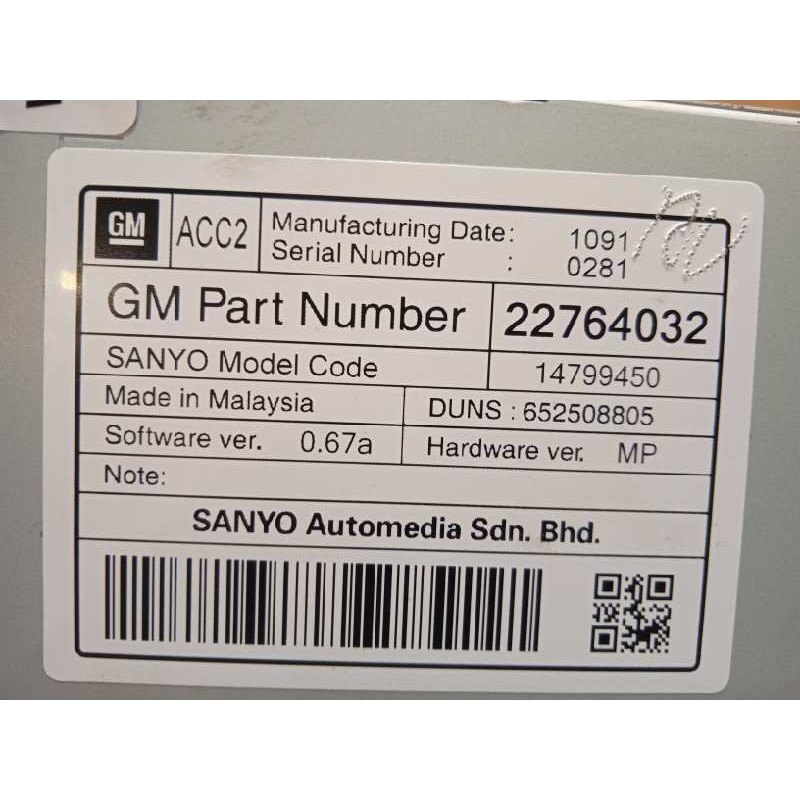 GM
ACC2
Manufacturing Date: 1091
Serial Number : 0281
GM Part Number 22764032
SANYO Model Code 14799450
Made in Malaysia DUNS : 652508805
Software ver. 0.67a Hardware ver. MP
Note:
SANYO Automedia Sdn. Bhd.